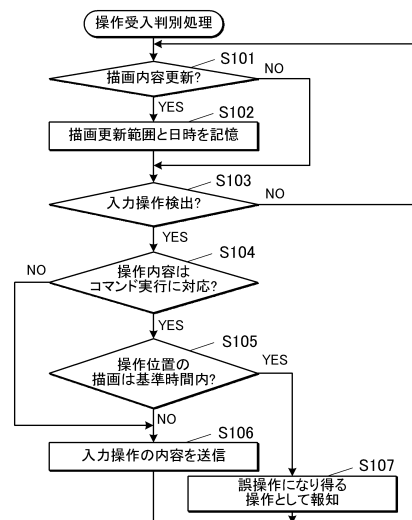 操作受入判別処理
S101
描画内容更新?
NO
YES
S102
描画更新範囲と日時を記憶
S103
入力操作検出?
NO
YES
S104
NO
操作内容は
コマンド実行に対応?
YES
S105
操作位置の
描画は基準時間内?
YES
NO
S106
入力操作の内容を送信
S107
誤操作になり得る
操作として報知